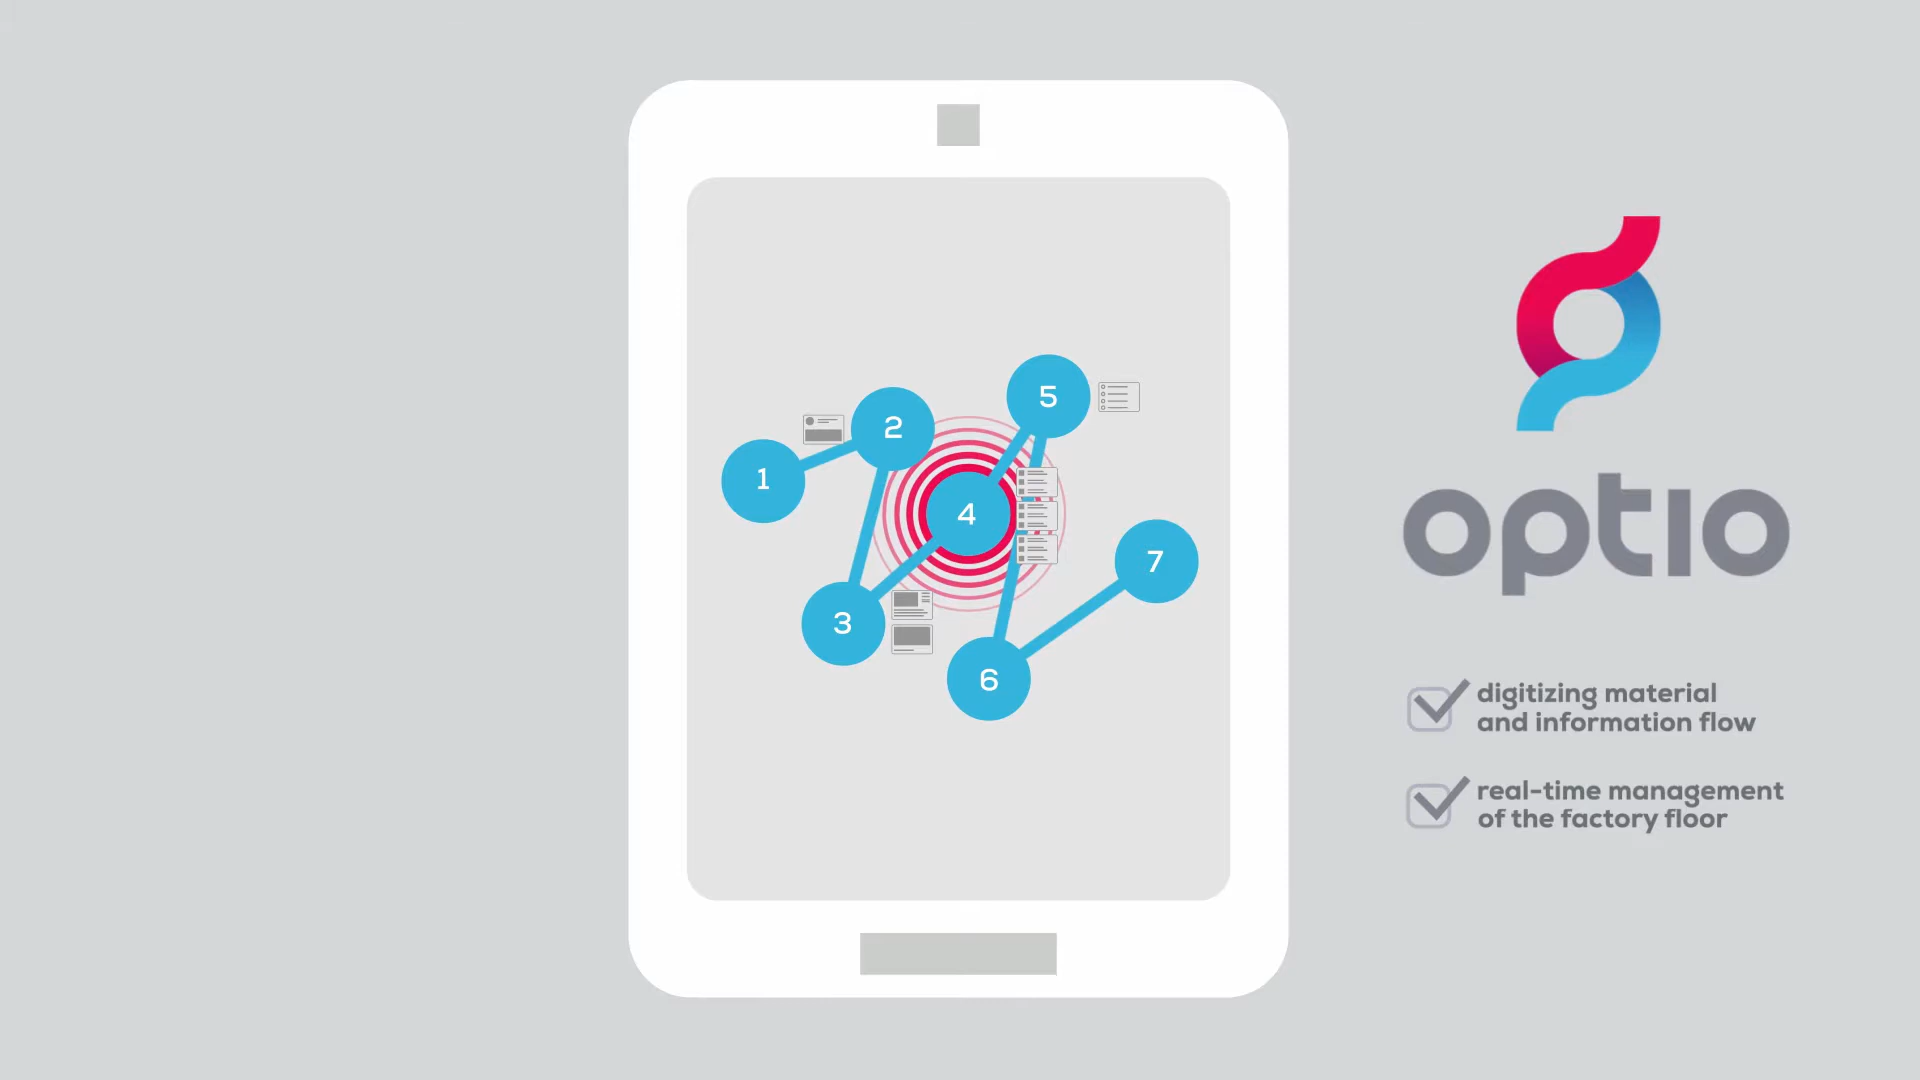 1
2
3
4
5
6
7
optio
digitizing material
and information flow
real-time management
of the factory floor